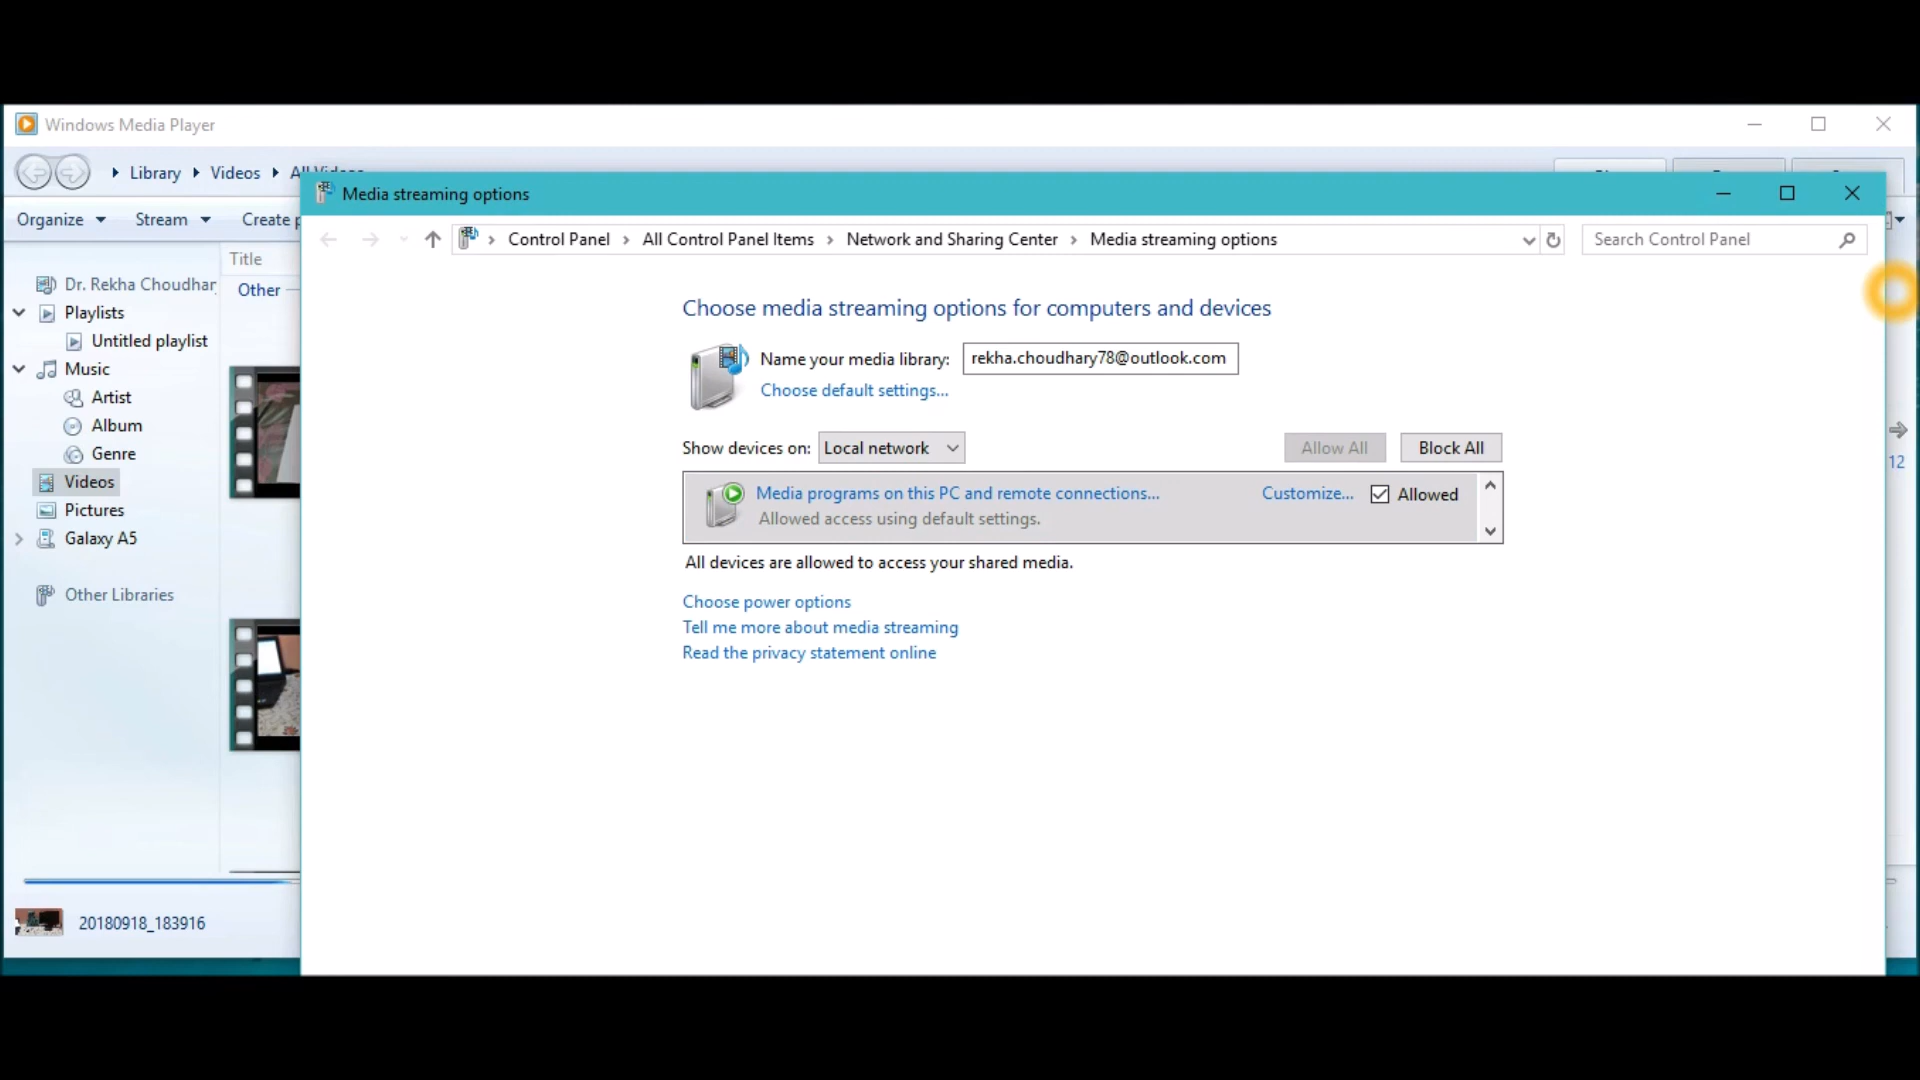 Windows Media Player
Library Videos
Media streaming options
Organize Stream Create
Control Panel All Control Panel Items Network and Sharing Center Media streaming options Search Control Panel
Title
Other
Dr. Rekha Choudhar
Playlists
Untitled playlist
Music
Artist
Album
Genre
Videos
Pictures
Galaxy A5
Other Libraries
Choose media streaming options for computers and devices
Name your media library: rekha.choudhary78@outlook.com
Choose default settings...
Show devices on: Local network Allow All Block All
Media programs on this PC and remote connections... Customize... Allowed
Allowed access using default settings.
All devices are allowed to access your shared media.
Choose power options
Tell me more about media streaming
Read the privacy statement online
12
20180918_183916